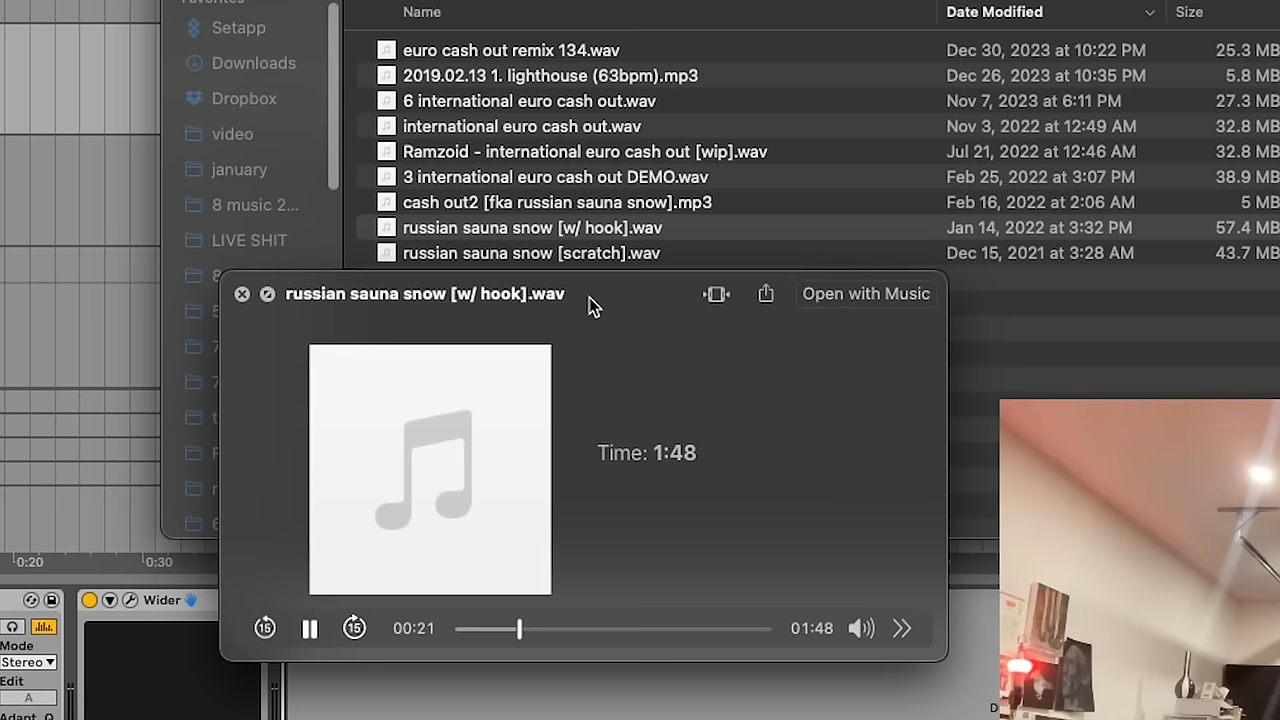 Favorites
Name
Date Modified
Size
Setapp
Downloads
Dropbox
video
january
8 music 2...
LIVE SHIT
euro cash out remix 134.wav Dec 30, 2023 at 10:22 PM 25.3 MB
2019.02.13 1. lighthouse (63bpm).mp3 Dec 26, 2023 at 10:35 PM 5.8 MB
6 international euro cash out.wav Nov 7, 2023 at 6:11 PM 27.3 MB
international euro cash out.wav Nov 3, 2022 at 12:49 AM 32.8 MB
Ramzoid - international euro cash out [wip].wav Jul 21, 2022 at 12:46 AM 32.8 MB
3 international euro cash out DEMO.wav Feb 25, 2022 at 3:07 PM 38.9 MB
cash out2 [fka russian sauna snow].mp3 Feb 16, 2022 at 2:06 AM 5 MB
russian sauna snow [w/ hook].wav Jan 14, 2022 at 3:32 PM 57.4 MB
russian sauna snow [scratch].wav Dec 15, 2021 at 3:28 AM 43.7 MB
russian sauna snow [w/ hook].wav
Open with Music
Time: 1:48
15
15
00:21
01:48
0:20
0:30
Wider
Mode
Stereo
Edit
A
Adapt. Q